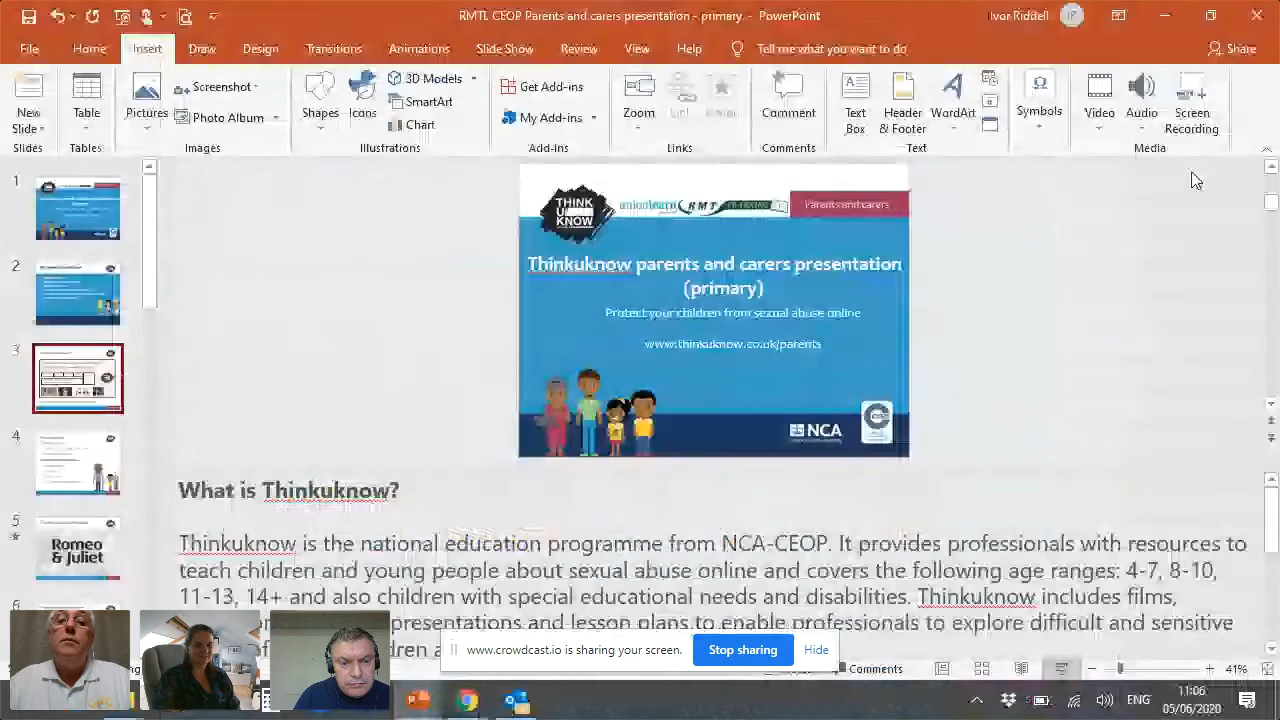 RMTL CEOP Parents and carers presentation - primary. - PowerPoint
Ivor Riddell
File Home Insert Draw Design Transitions Animations Slide Show Review View Help Tell me what you want to do Share
New Slide
Slides
Table
Tables
Pictures
Screenshot
Photo Album
Images
Shapes
Icons
3D Models
SmartArt
Chart
Illustrations
Get Add-ins
My Add-ins
Add-ins
Zoom
Link
Links
Comment
Comments
Text Box
Header & Footer
WordArt
Text
Symbols
Video
Audio
Screen Recording
Media
1
2
3
4
5
Romeo
& Juliet
6
THINK
U
KNOW
unionlearn
RMT
Parents and carers
Thinkuknow parents and carers presentation
(primary)
Protect your children from sexual abuse online
www.thinkuknow.co.uk/parents
NCA
What is Thinkuknow?
Thinkuknow is the national education programme from NCA-CEOP. It provides professionals with resources to
teach children and young people about sexual abuse online and covers the following age ranges: 4-7, 8-10,
11-13, 14+ and also children with special educational needs and disabilities. Thinkuknow includes films,
presentations and lesson plans to enable professionals to explore difficult and sensitive
www.crowdcast.io is sharing your screen.
Stop sharing
Hide
Comments
41%
ENG
11:06
05/06/2020